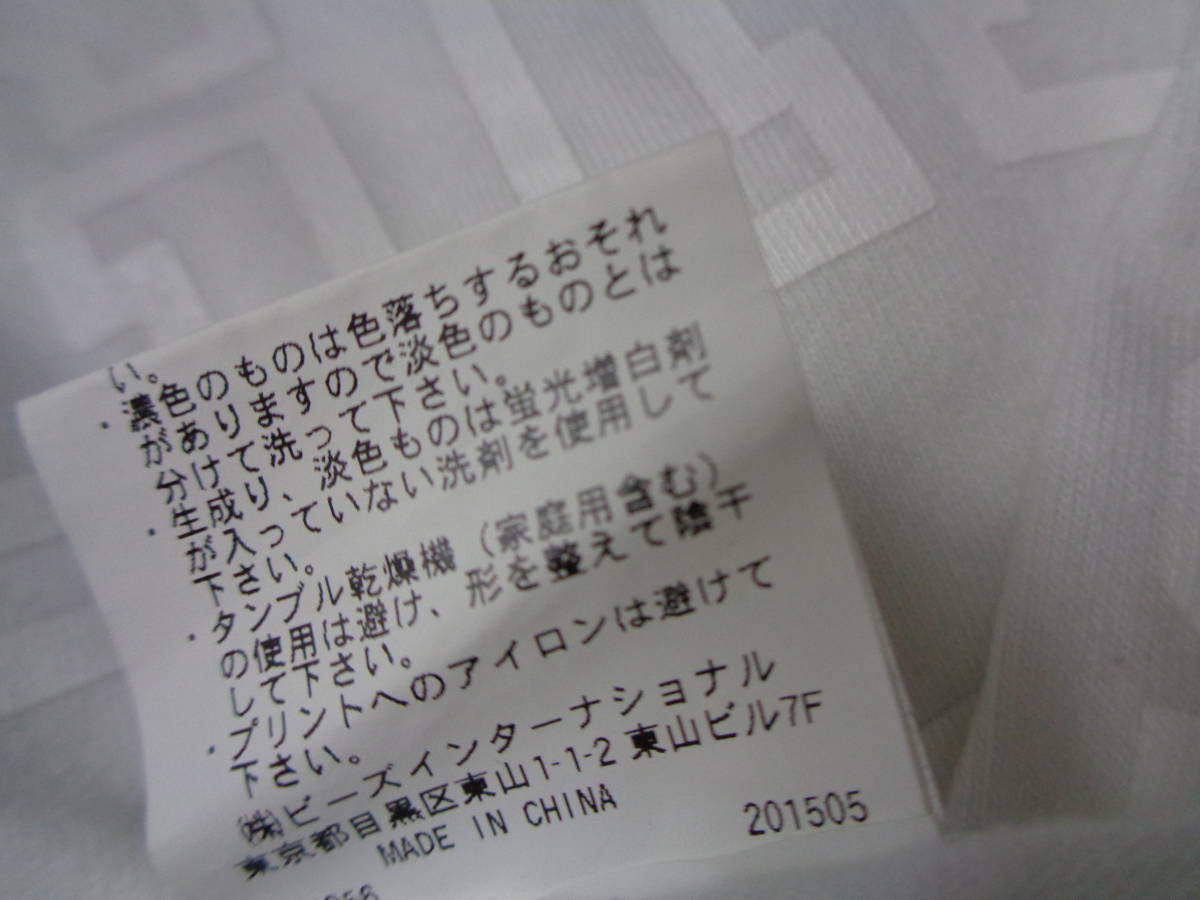 い。
・濃色のものは色落ちするおそれ
がありますので淡色のものとは
分けて洗って下さい。
・生成り、淡色ものは蛍光増白剤
が入っていない洗剤を使用して
下さい。
・タンブル乾燥機（家庭用含む）
の使用は避け、形を整えて陰干
して下さい。
・プリントへのアイロンは避けて
下さい。
㈱ビーズインターナショナル
東京都目黒区東山1-1-2 東山ビル7F
MADE IN CHINA 201505